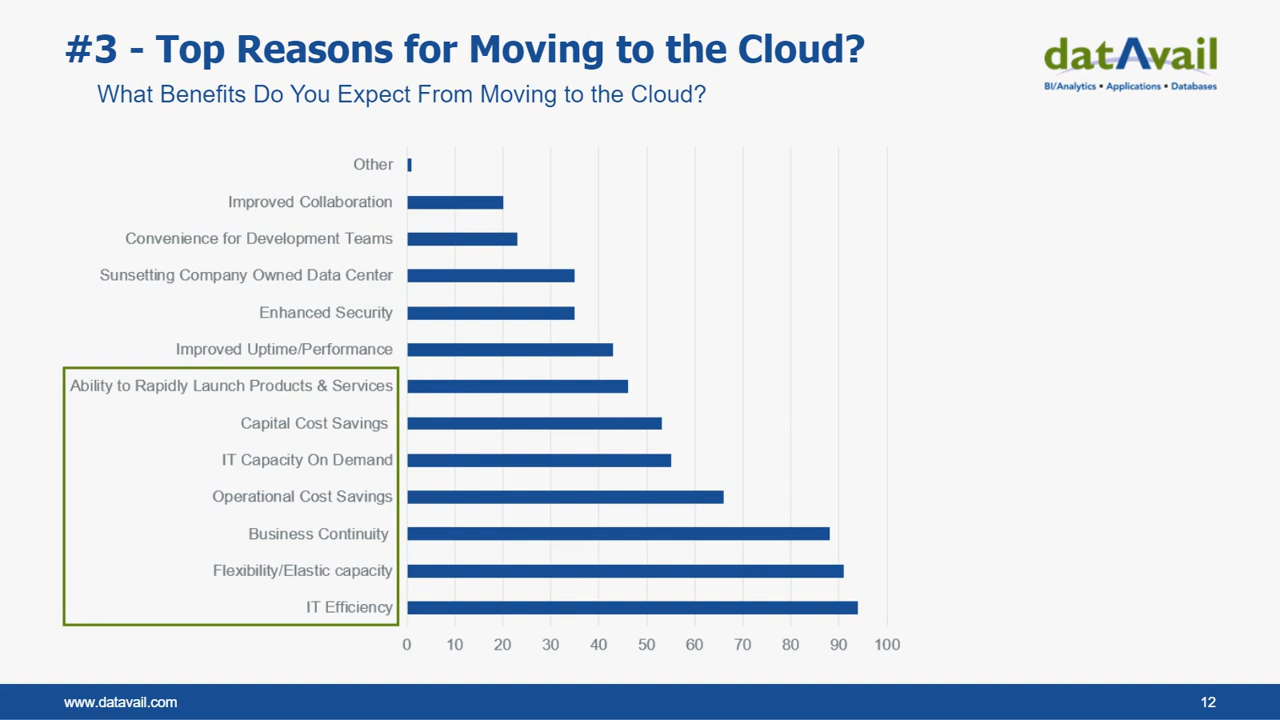 #3 - Top Reasons for Moving to the Cloud?
What Benefits Do You Expect From Moving to the Cloud?
datAvail
BI/Analytics • Applications • Databases
Other
Improved Collaboration
Convenience for Development Teams
Sunsetting Company Owned Data Center
Enhanced Security
Improved Uptime/Performance
Ability to Rapidly Launch Products & Services
Capital Cost Savings
IT Capacity On Demand
Operational Cost Savings
Business Continuity
Flexibility/Elastic capacity
IT Efficiency
0 10 20 30 40 50 60 70 80 90 100
www.datavail.com
12